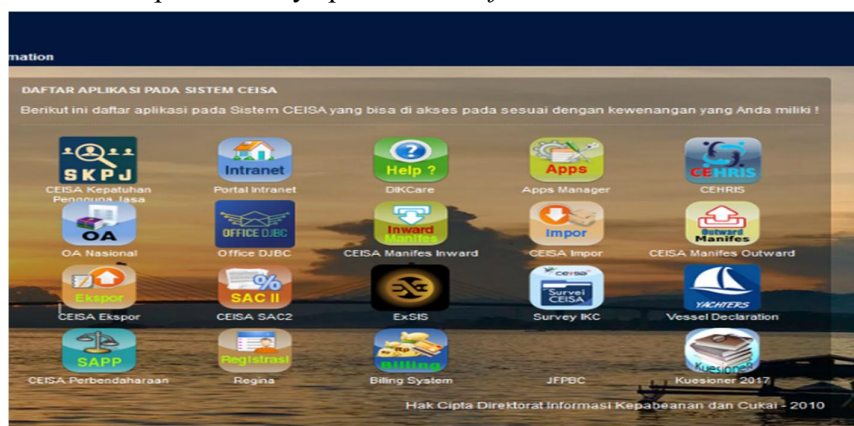 mation
DAFTAR APLIKASI PADA SISTEM CEISA
Berikut ini daftar aplikasi pada Sistem CEISA yang bisa di akses pada sesuai dengan kewenangan yang Anda miliki !
SKPJ
Intranet
Help ?
Apps
CEHRIS
CEISA Kepatuhan
Pengguna Jasa
Portal Intranet
DIKCare
Apps Manager
CEHRIS
OA
OFFICE DJBC
Inward
Manifes
Impor
Outward
Manifes
OA Nasional
Office DJBC
CEISA Manifes Inward
CEISA Impor
CEISA Manifes Outward
Ekspor
SAC II
ceisa
Survei
CEISA
YACHTERS
CEISA Ekspor
CEISA SAC2
ExSIS
Survey IKC
Vessel Declaration
SAPP
Registrasi
Billing
Kuesioner
CEISA Perbendaharaan
Regina
Billing System
JFPBC
Kuesioner 2017
Hak Cipta Direktorat Informasi Kepabeanan dan Cukai - 2010